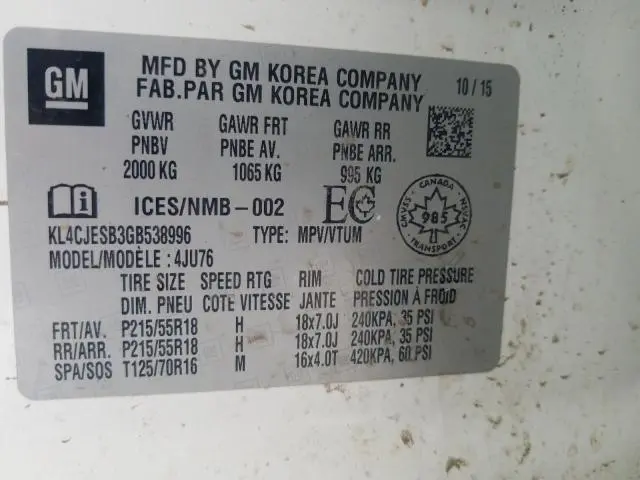 GM
MFD BY GM KOREA COMPANY
FAB.PAR GM KOREA COMPANY
10/15
GVWR GAWR FRT GAWR RR
PNBV PNBE AV. PNBE ARR.
2000 KG 1065 KG 995 KG
ICES/NMB-002 EC
CANADA
CMVSS 985 NSVAC
TRANSPORT
KL4CJESB3GB538996 TYPE: MPV/VTUM
MODEL/MODÈLE : 4JU76
TIRE SIZE SPEED RTG RIM COLD TIRE PRESSURE
DIM. PNEU COTE VITESSE JANTE PRESSION À FROID
FRT/AV. P215/55R18 H 18x7.0J 240KPA, 35 PSI
RR/ARR. P215/55R18 H 18x7.0J 240KPA, 35 PSI
SPA/SOS T125/70R16 M 16x4.0T 420KPA, 60 PSI